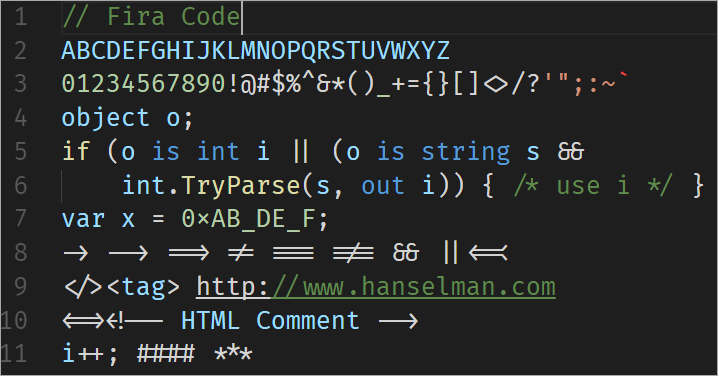 1 // Fira Code
2 ABCDEFGHIJKLMNOPQRSTUVWXYZ
3 01234567890!@#$%^&*()_+={}[]<>/?'";:~`
4 object o;
5 if (o is int i || (o is string s &&
6 int.TryParse(s, out i)) { /* use i */ }
7 var x = 0xAB_DE_F;
8 -> --> ==> != === !== && ||<=<
9 </><tag> http://www.hanselman.com
10 <=><!-- HTML Comment -->
11 i++; #### ***